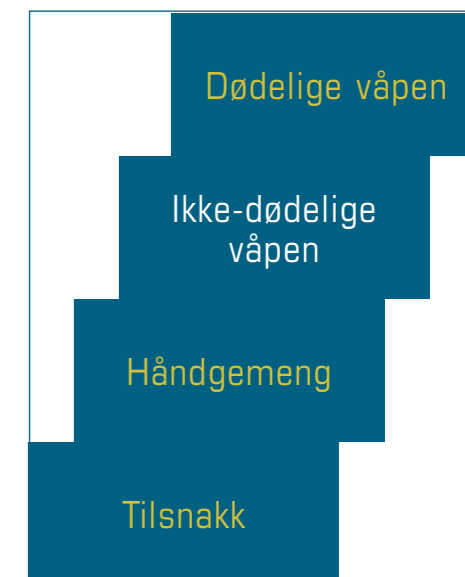 Dødelige våpen
Ikke-dødelige
våpen
Håndgemeng
Tilsnakk